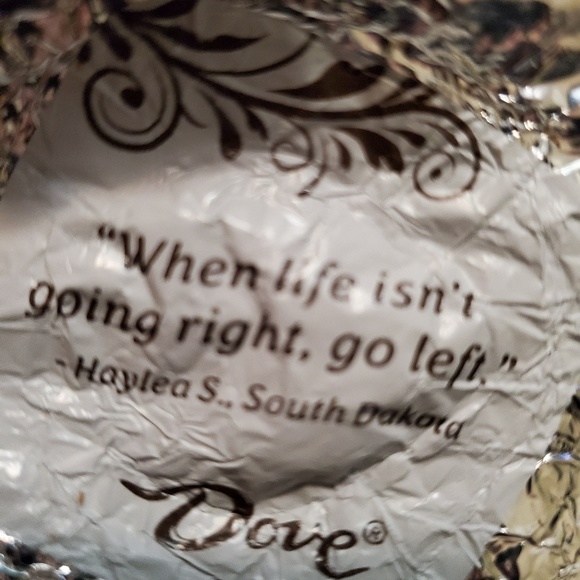 "When life isn't
going right, go left."
- Haylea S., South Dakota
Dove®